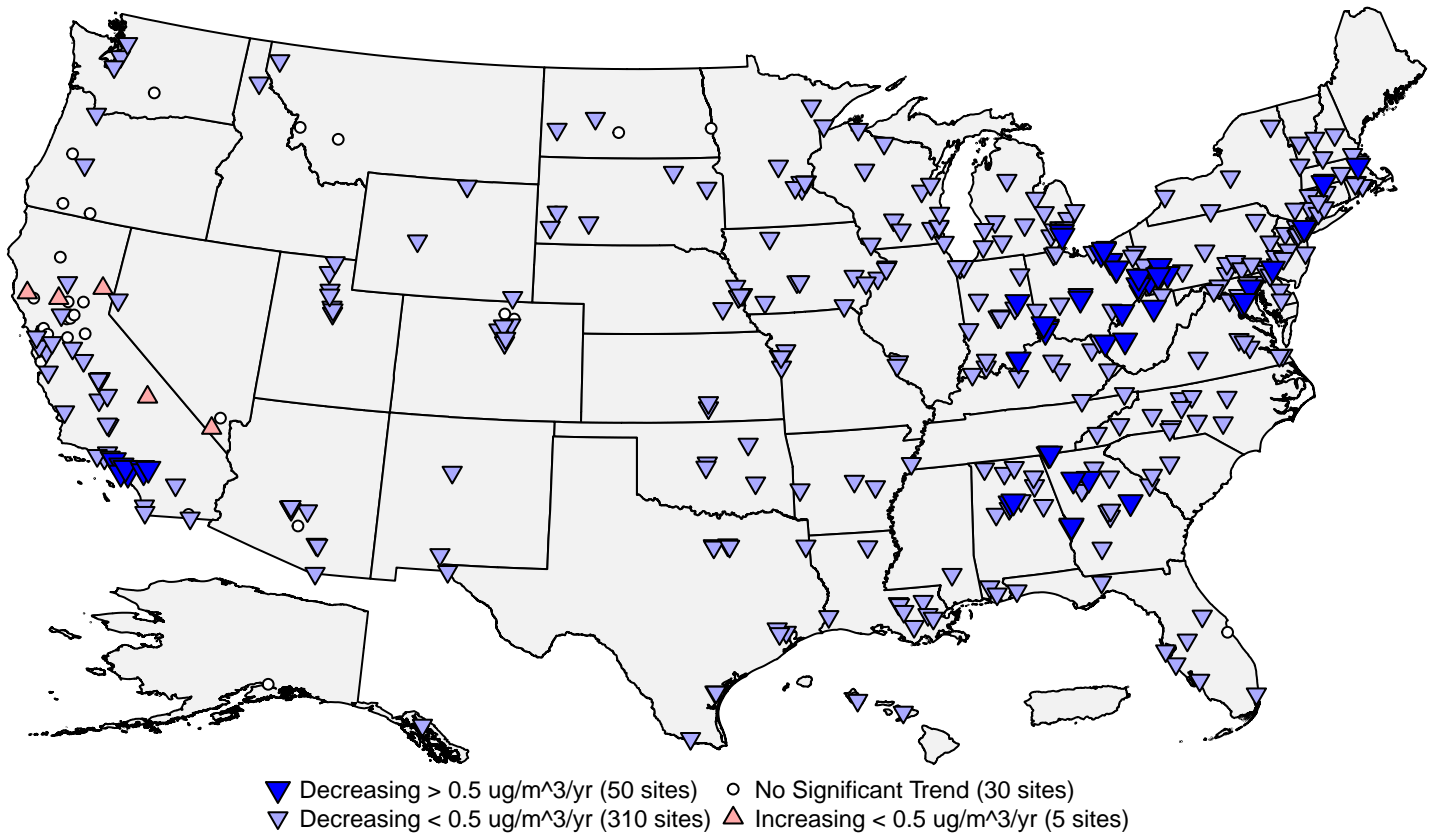 Decreasing > 0.5 ug/m^3/yr (50 sites)
No Significant Trend (30 sites)
Decreasing < 0.5 ug/m^3/yr (310 sites)
Increasing < 0.5 ug/m^3/yr (5 sites)